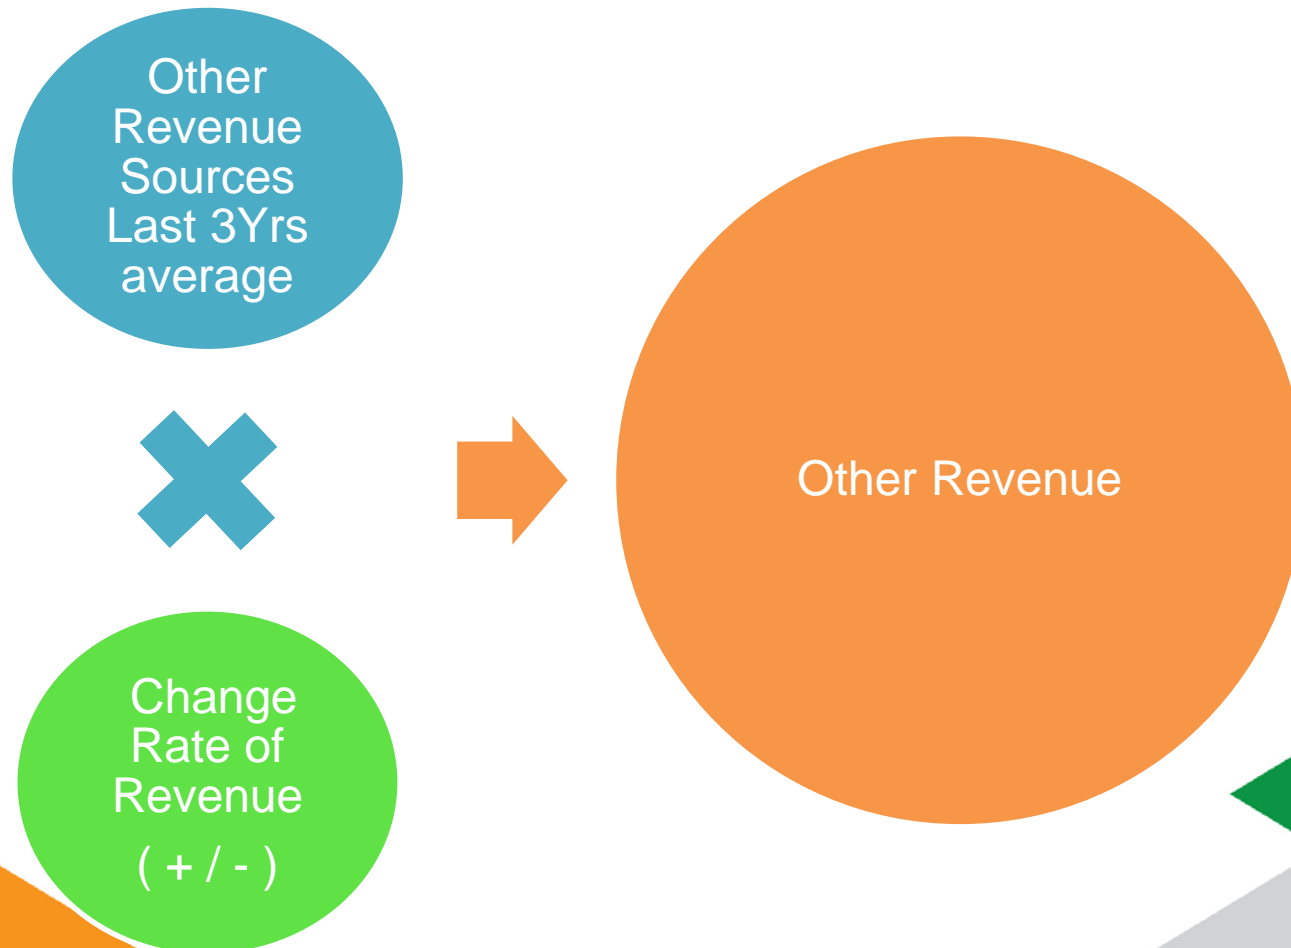 Other
Revenue
Sources
Last 3Yrs
average
Other Revenue
Change
Rate of
Revenue
( + / - )